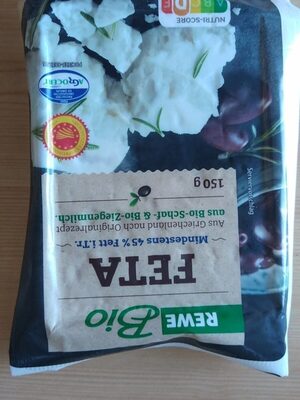 REWE
Bio
FETA
Mindestens 45% Fett i.Tr.
Aus Griechenland nach Originalrezept
aus Bio-Schaf & Bio-Ziegenmilch.
150 g
Serviervorschlag
NUTRI-SCORE
ABCDE